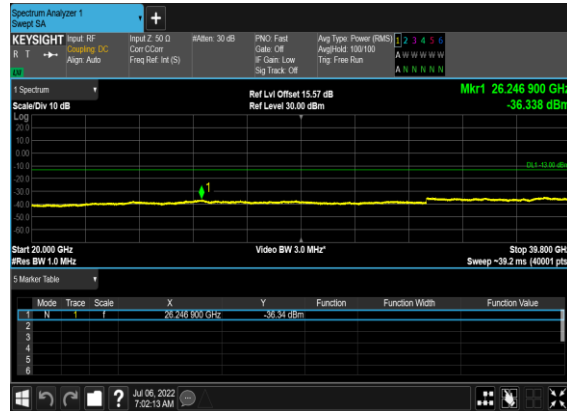 Spectrum Analyzer 1
Swept SA
KEYSIGHT Input: RF Input Z: 50 Ω #Atten: 30 dB PNO: Fast Avg Type: Power (RMS) 1 2 3 4 5 6
R T Coupling: DC Corr CCorr Gate: Off Avg|Hold: 100/100 A W W W W W
Align: Auto Freq Ref: Int (S) IF Gain: Low Trig: Free Run
LW Sig Track: Off A N N N N N
1 Spectrum Ref Lvl Offset 15.57 dB Mkr1 26.246 900 GHz
Scale/Div 10 dB Ref Level 30.00 dBm -36.338 dBm
Log
20.0
10.0
0.00
-10.0 DL1 -13.00 dBm
-20.0
-30.0 1
-40.0
-50.0
-60.0
Start 20.000 GHz Video BW 3.0 MHz* Stop 39.800 GHz
#Res BW 1.0 MHz Sweep ~39.2 ms (40001 pts)
5 Marker Table
Mode Trace Scale X Y Function Function Width Function Value
1 N 1 f 26.246 900 GHz -36.34 dBm
2
3
4
5
6
? Jul 06, 2022
7:02:13 AM